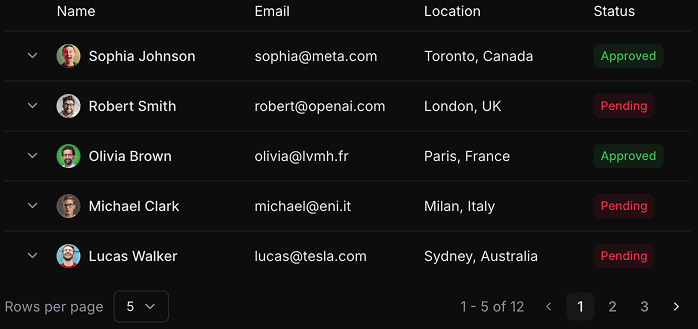 Name Email Location Status
Sophia Johnson sophia@meta.com Toronto, Canada Approved
Robert Smith robert@openai.com London, UK Pending
Olivia Brown olivia@lvmh.fr Paris, France Approved
Michael Clark michael@eni.it Milan, Italy Pending
Lucas Walker lucas@tesla.com Sydney, Australia Pending
Rows per page 5 1 - 5 of 12 1 2 3